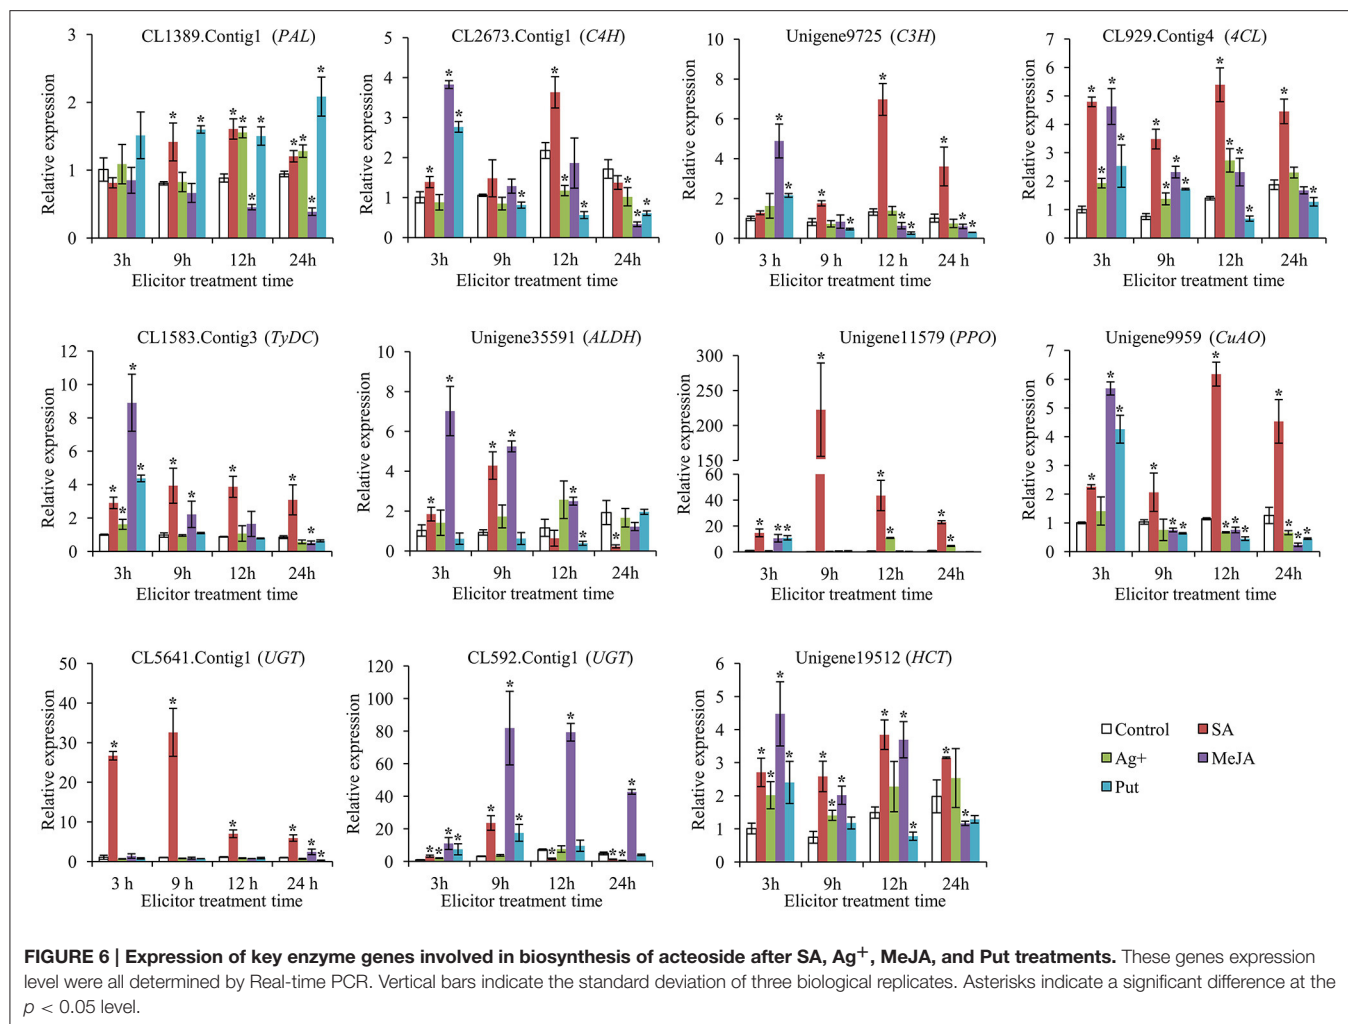 CL1389.Contig1 (PAL)
Relative expression
3
2
1
0
* * * * * * * * *
3h 9h 12h 24h
Elicitor treatment time
CL2673.Contig1 (C4H)
Relative expression
5
4
3
2
1
0
* * * * * * * * * *
3h 9h 12h 24h
Elicitor treatment time
Unigene9725 (C3H)
Relative expression
10
8
6
4
2
0
* * * * * * * * * *
3 h 9 h 12 h 24 h
Elicitor treatment time
CL929.Contig4 (4CL)
Relative expression
7
6
5
4
3
2
1
0
* * * * * * * * * * * * * *
3h 9h 12h 24h
Elicitor treatment time
CL1583.Contig3 (TyDC)
Relative expression
12
10
8
6
4
2
0
* * * * * * * * *
3h 9h 12h 24h
Elicitor treatment time
Unigene35591 (ALDH)
Relative expression
10
8
6
4
2
0
* * * * * * *
3h 9h 12h 24h
Elicitor treatment time
Unigene11579 (PPO)
Relative expression
300
250
200
150
60
40
20
0
* * * * * * * *
3h 9h 12h 24h
Elicitor treatment time
Unigene9959 (CuAO)
Relative expression
7
6
5
4
3
2
1
0
* * * * * * * * * * * * * *
3h 9h 12h 24h
Elicitor treatment time
CL5641.Contig1 (UGT)
Relative expression
50
40
30
20
10
0
* * * * * *
3 h 9 h 12 h 24 h
Elicitor treatment time
CL592.Contig1 (UGT)
Relative expression
120
100
80
60
40
20
0
* * * * * * * * * * * *
3h 9h 12h 24h
Elicitor treatment time
Unigene19512 (HCT)
Relative expression
6
5
4
3
2
1
0
* * * * * * * * * * * *
3h 9h 12h 24h
Elicitor treatment time
Control SA
Ag+ MeJA
Put
FIGURE 6 | Expression of key enzyme genes involved in biosynthesis of acteoside after SA, Ag+, MeJA, and Put treatments. These genes expression
level were all determined by Real-time PCR. Vertical bars indicate the standard deviation of three biological replicates. Asterisks indicate a significant difference at the
p < 0.05 level.